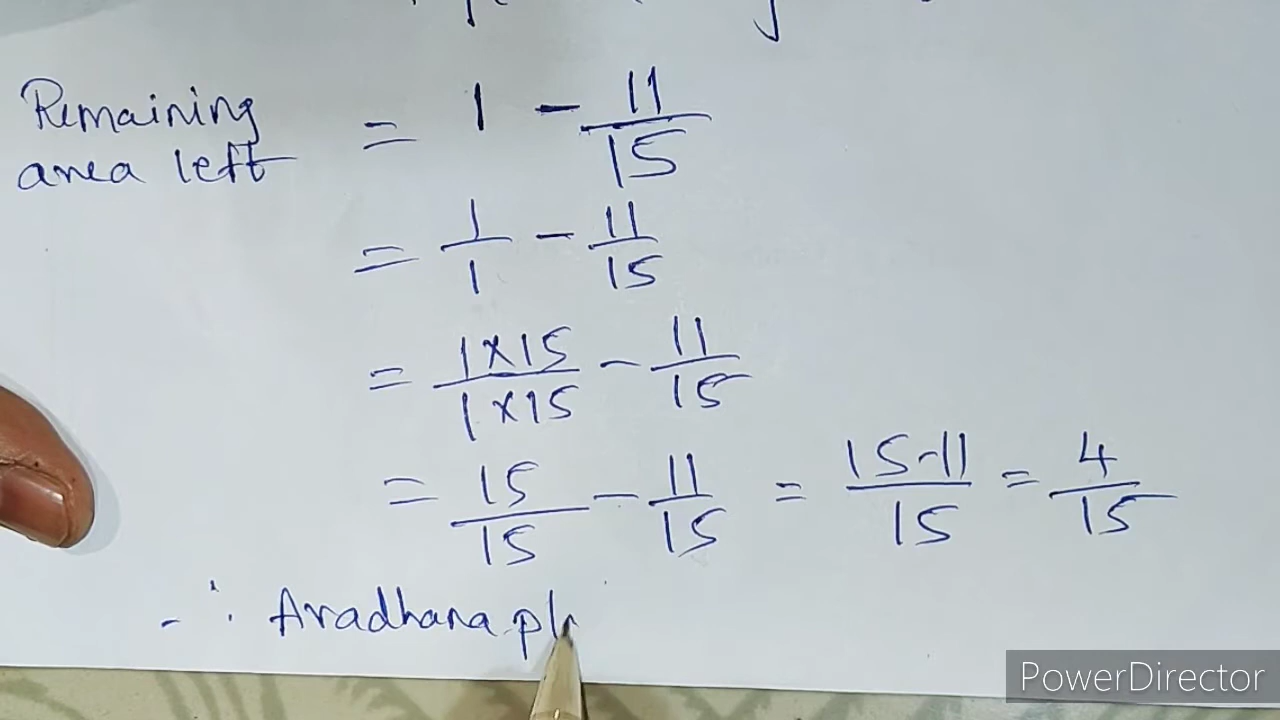 Remaining area left = 1 - 11/15
= 1/1 - 11/15
= 1×15/1×15 - 11/15
= 15/15 - 11/15 = 15-11/15 = 4/15
∴ Aradhana
PowerDirector